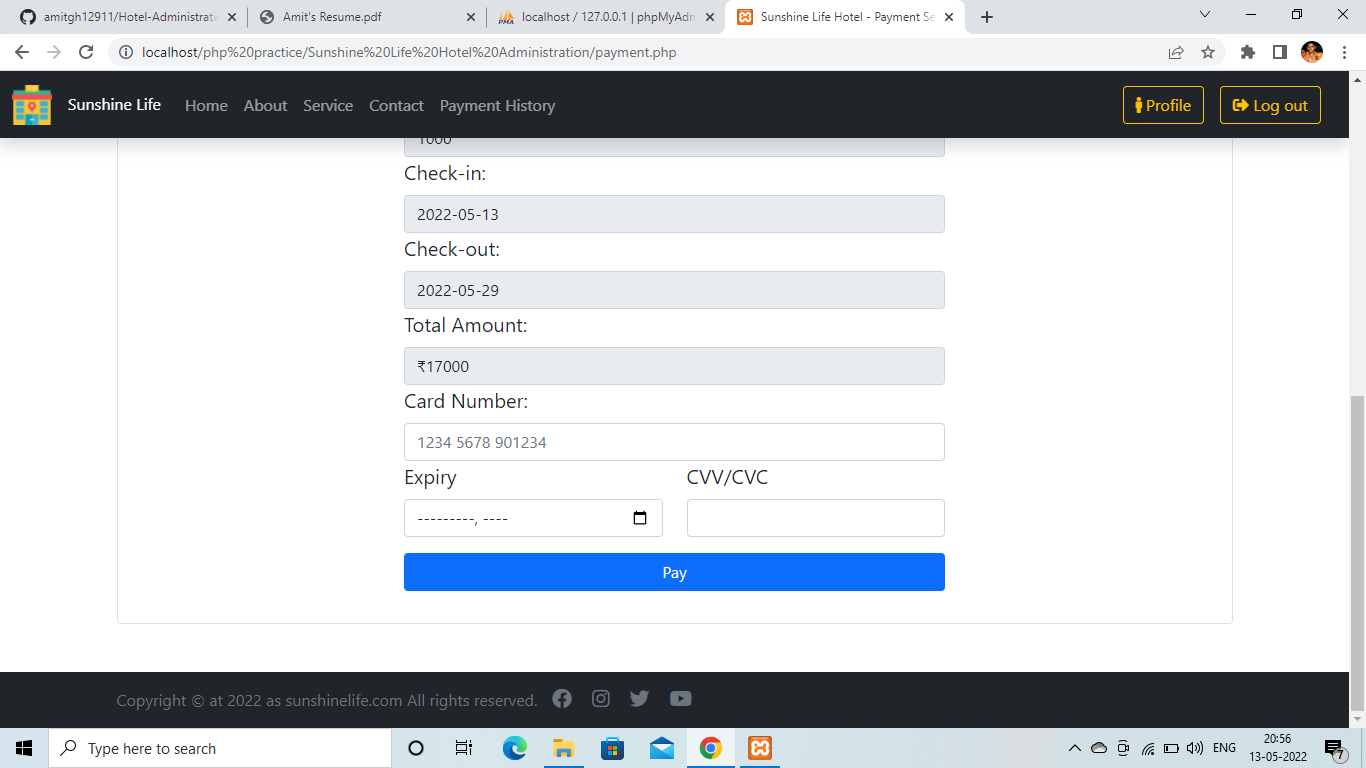 amitgh12911/Hotel-Administrati
Amit's Resume.pdf
localhost / 127.0.0.1 | phpMyAdm
Sunshine Life Hotel - Payment Se
localhost/php%20practice/Sunshine%20Life%20Hotel%20Administration/payment.php
Sunshine Life
Home
About
Service
Contact
Payment History
Profile
Log out
1000
Check-in:
2022-05-13
Check-out:
2022-05-29
Total Amount:
₹17000
Card Number:
1234 5678 901234
Expiry
CVV/CVC
---------, ----
Pay
Copyright © at 2022 as sunshinelife.com All rights reserved.
Type here to search
ENG
20:56
13-05-2022
7